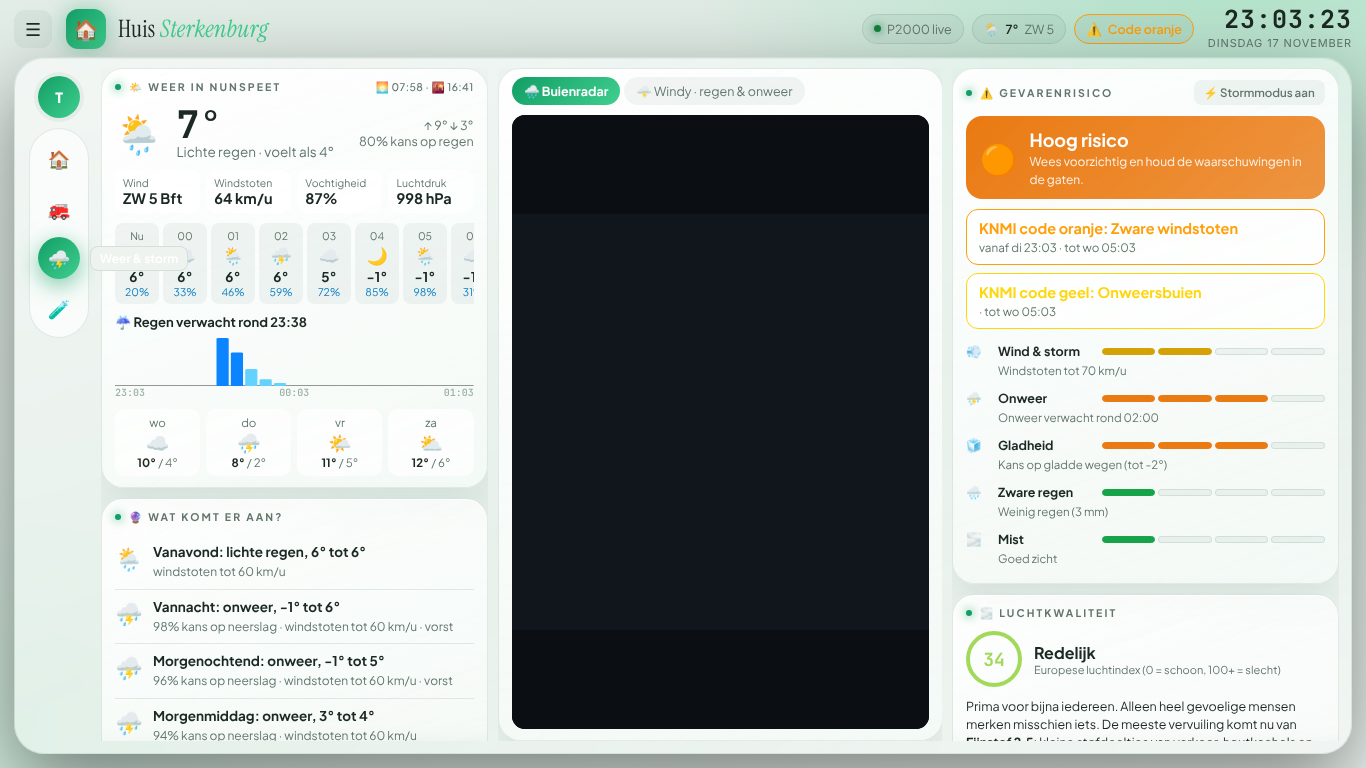 ☰ Huis Sterkenburg
P2000 live
7° ZW 5
Code oranje
23:03:23
DINSDAG 17 NOVEMBER
T
Weer & storm
WEER IN NUNSPEET
07:58 · 16:41
7°
Lichte regen · voelt als 4°
↑ 9° ↓ 3°
80% kans op regen
Wind Windstoten Vochtigheid Luchtdruk
ZW 5 Bft 64 km/u 87% 998 hPa
Nu 00 01 02 03 04 05
6° 6° 6° 6° 5° -1° -1°
20% 33% 46% 59% 72% 85% 98%
Regen verwacht rond 23:38
23:03 00:03 01:03
wo do vr za
10° / 4° 8° / 2° 11° / 5° 12° / 6°
WAT KOMT ER AAN?
Vanavond: lichte regen, 6° tot 6°
windstoten tot 60 km/u
Vannacht: onweer, -1° tot 6°
98% kans op neerslag · windstoten tot 60 km/u · vorst
Morgenochtend: onweer, -1° tot 5°
96% kans op neerslag · windstoten tot 60 km/u · vorst
Morgenmiddag: onweer, 3° tot 4°
94% kans op neerslag · windstoten tot 60 km/u
Buienradar
Windy · regen & onweer
GEVARENRISICO
Stormmodus aan
Hoog risico
Wees voorzichtig en houd de waarschuwingen in
de gaten.
KNMI code oranje: Zware windstoten
vanaf di 23:03 · tot wo 05:03
KNMI code geel: Onweersbuien
· tot wo 05:03
Wind & storm
Windstoten tot 70 km/u
Onweer
Onweer verwacht rond 02:00
Gladheid
Kans op gladde wegen (tot -2°)
Zware regen
Weinig regen (3 mm)
Mist
Goed zicht
LUCHTKWALITEIT
34
Redelijk
Europese luchtindex (0 = schoon, 100+ = slecht)
Prima voor bijna iedereen. Alleen heel gevoelige mensen
merken misschien iets. De meeste vervuiling komt nu van